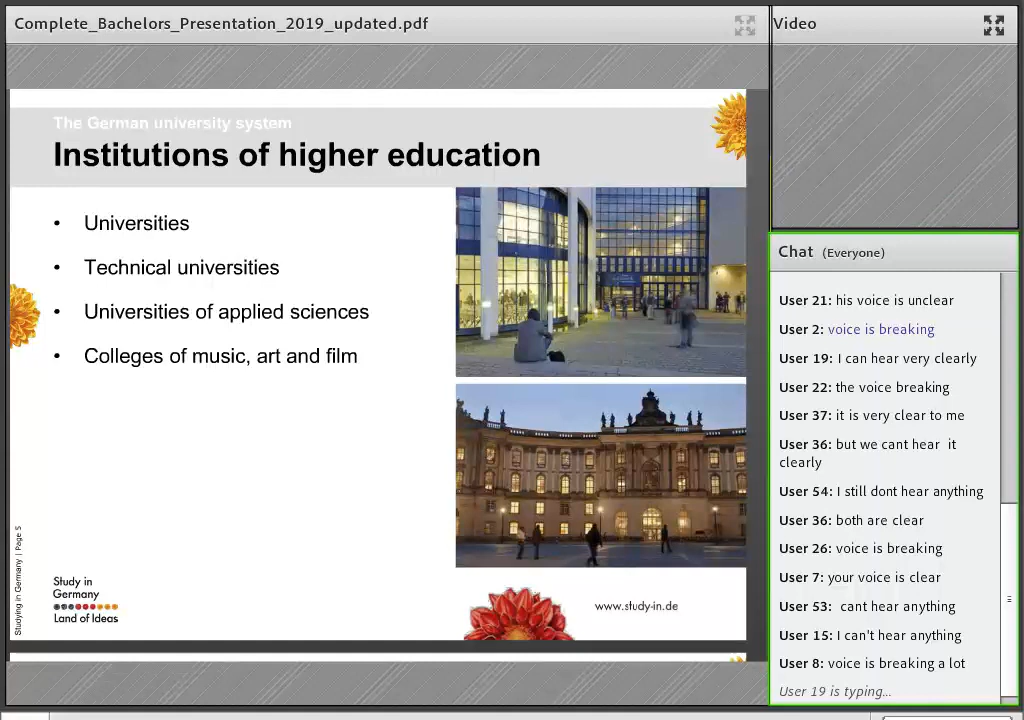 Complete_Bachelors_Presentation_2019_updated.pdf
The German university system
Institutions of higher education
• Universities
• Technical universities
• Universities of applied sciences
• Colleges of music, art and film
Studying in Germany | Page 5
Study in
Germany
Land of Ideas
www.study-in.de
Video
Chat (Everyone)
User 21: his voice is unclear
User 2: voice is breaking
User 19: I can hear very clearly
User 22: the voice breaking
User 37: it is very clear to me
User 36: but we cant hear it
clearly
User 54: I still dont hear anything
User 36: both are clear
User 26: voice is breaking
User 7: your voice is clear
User 53: cant hear anything
User 15: I can't hear anything
User 8: voice is breaking a lot
User 19 is typing...